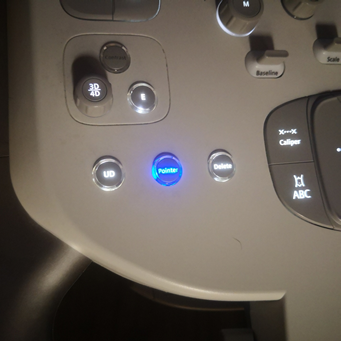 M
Baseline
Scale
3D
4D
E
X---X
Caliper
UD
Pointer
Delete
ABC